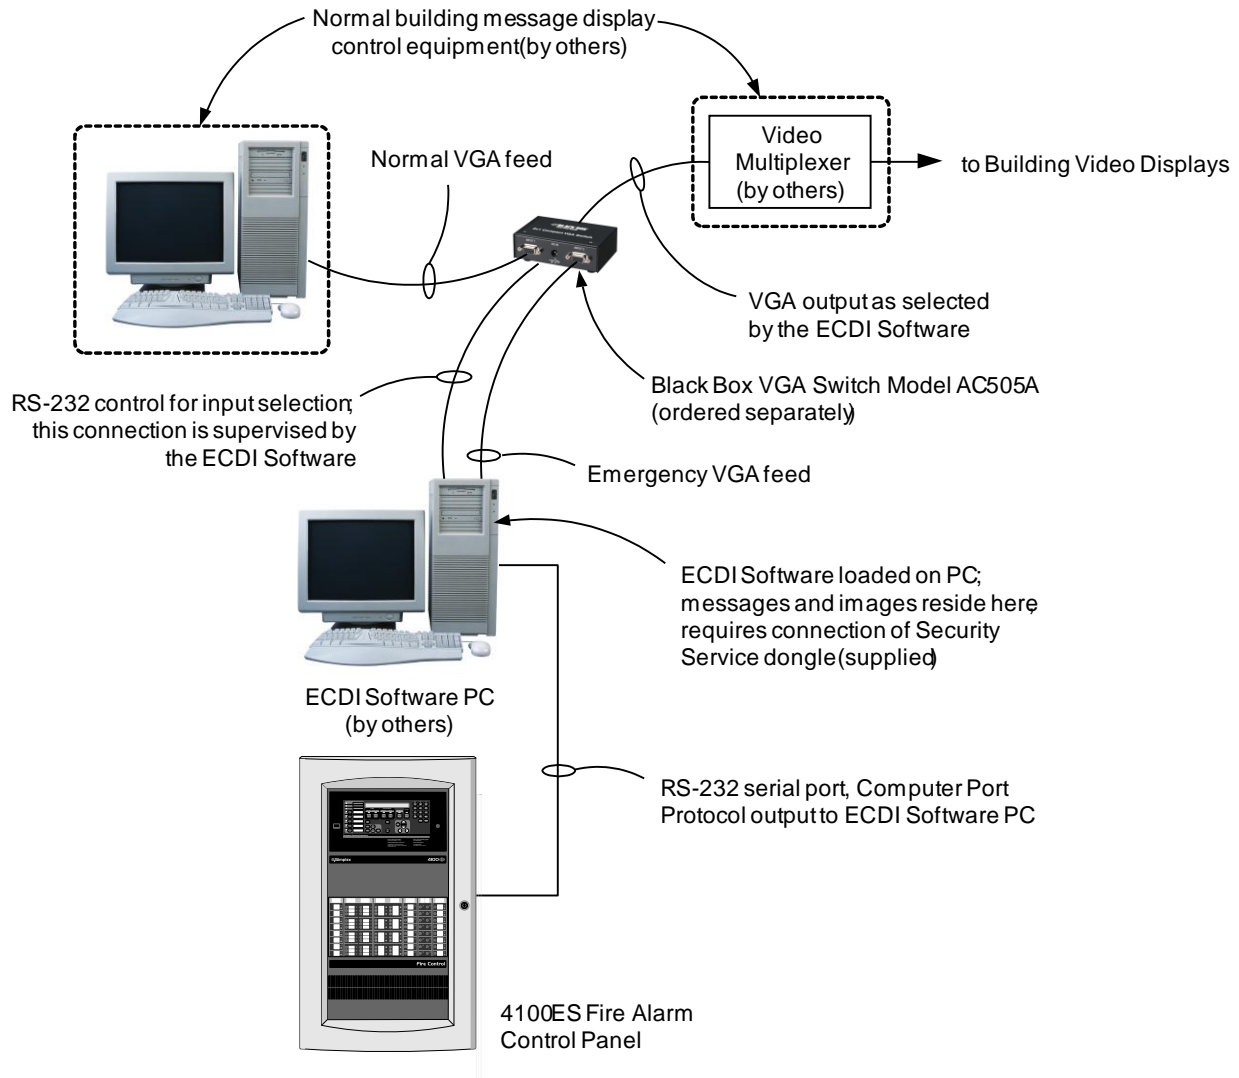 Normal building message display
control equipment (by others)
Normal VGA feed
Video
Multiplexer
(by others)
to Building Video Displays
VGA output as selected
by the ECDI Software
Black Box VGA Switch Model AC505A
(ordered separately)
RS-232 control for input selection;
this connection is supervised by
the ECDI Software
Emergency VGA feed
ECDI Software loaded on PC;
messages and images reside here,
requires connection of Security
Service dongle (supplied)
ECDI Software PC
(by others)
RS-232 serial port, Computer Port
Protocol output to ECDI Software PC
Simplex
4100
Fire Control
4100ES Fire Alarm
Control Panel